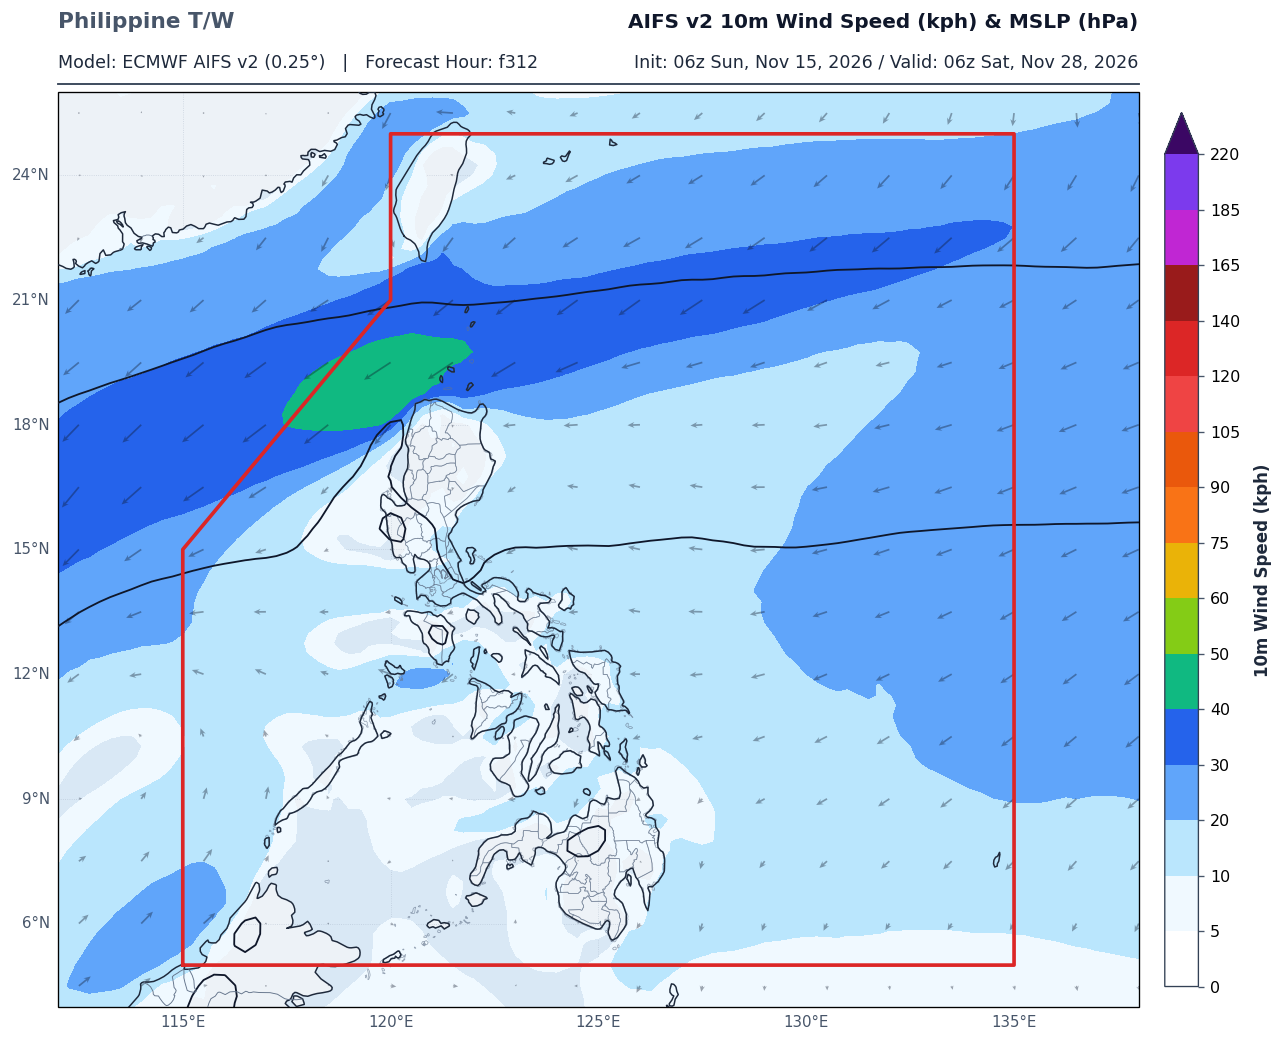 Philippine T/W
AIFS v2 10m Wind Speed (kph) & MSLP (hPa)
Model: ECMWF AIFS v2 (0.25°) | Forecast Hour: f312
Init: 06z Sun, Nov 15, 2026 / Valid: 06z Sat, Nov 28, 2026
24°N
21°N
18°N
15°N
12°N
9°N
6°N
115°E
120°E
125°E
130°E
135°E
220
185
165
140
120
105
90
75
60
50
40
30
20
10
5
0
10m Wind Speed (kph)